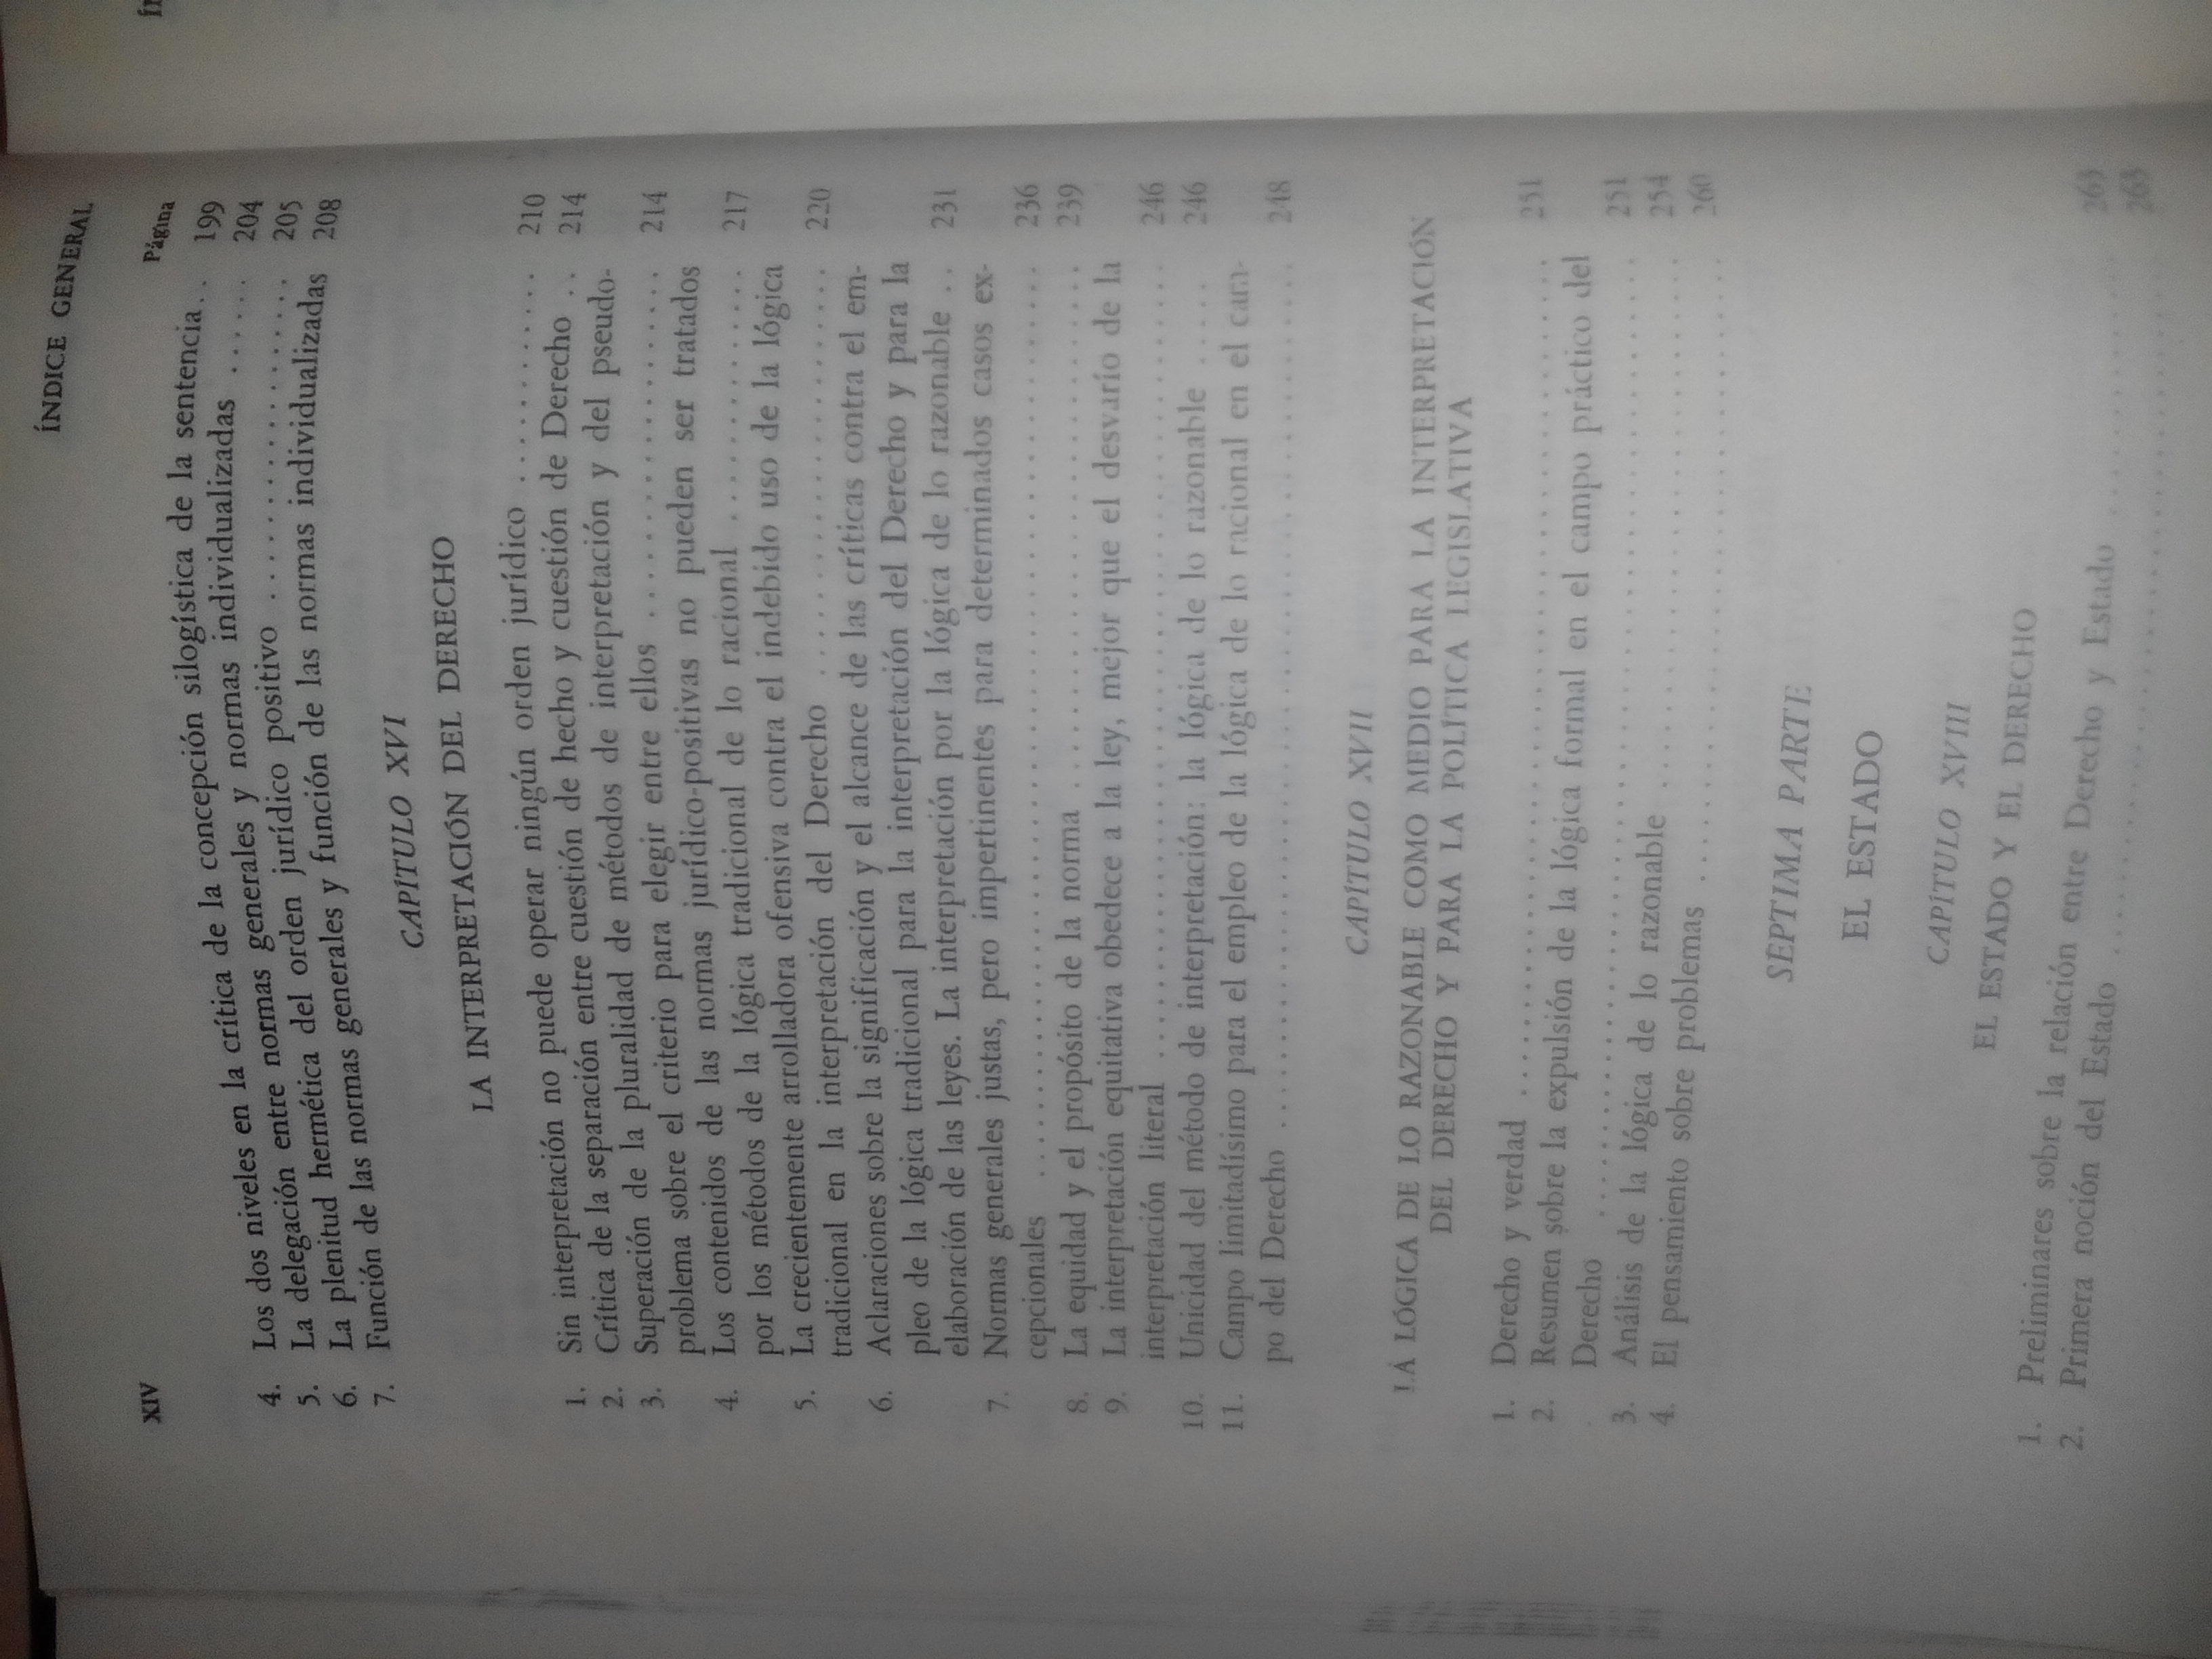 ÍNDICE GENERAL
XIV
Página
4. Los dos niveles en la crítica de la concepción silogística de la sentencia . . 199
5. La delegación entre normas generales y normas individualizadas . . . . . . 204
6. La plenitud hermética del orden jurídico positivo . . . . . . . . . . . . . . . . . 205
7. Función de las normas generales y función de las normas individualizadas 208
CAPÍTULO XVI
LA INTERPRETACIÓN DEL DERECHO
1. Sin interpretación no puede operar ningún orden jurídico . . . . . . . . . . . . 210
2. Crítica de la separación entre cuestión de hecho y cuestión de Derecho . . 214
3. Superación de la pluralidad de métodos de interpretación y del pseudo-
problema sobre el criterio para elegir entre ellos . . . . . . . . . . . . . . . . . . . 214
4. Los contenidos de las normas jurídico-positivas no pueden ser tratados
por los métodos de la lógica tradicional de lo racional . . . . . . . . . . . . . . 217
5. La crecientemente arrolladora ofensiva contra el indebido uso de la lógica
tradicional en la interpretación del Derecho . . . . . . . . . . . . . . . . . . . . . . . 220
6. Aclaraciones sobre la significación y el alcance de las críticas contra el em-
pleo de la lógica tradicional para la interpretación del Derecho y para la
elaboración de las leyes. La interpretación por la lógica de lo razonable . . 231
7. Normas generales justas, pero impertinentes para determinados casos ex-
cepcionales . . . . . . . . . . . . . . . . . . . . . . . . . . . . . . . . . . . . . . . . . . . 236
8. La equidad y el propósito de la norma . . . . . . . . . . . . . . . . . . . . . . . . . . 239
9. La interpretación equitativa obedece a la ley, mejor que el desvarío de la
interpretación literal . . . . . . . . . . . . . . . . . . . . . . . . . . . . . . . . . . . . . . 246
10. Unicidad del método de interpretación: la lógica de lo razonable . . . . . 246
11. Campo limitadísimo para el empleo de la lógica de lo racional en el cam-
po del Derecho . . . . . . . . . . . . . . . . . . . . . . . . . . . . . . . . . . . . . . . . . 248
CAPÍTULO XVII
LA LÓGICA DE LO RAZONABLE COMO MEDIO PARA LA INTERPRETACIÓN
DEL DERECHO Y PARA LA POLÍTICA LEGISLATIVA
1. Derecho y verdad . . . . . . . . . . . . . . . . . . . . . . . . . . . . . . . . . . . . . . . . 251
2. Resumen sobre la expulsión de la lógica formal en el campo práctico del
Derecho . . . . . . . . . . . . . . . . . . . . . . . . . . . . . . . . . . . . . . . . . . . . . . 251
3. Análisis de la lógica de lo razonable . . . . . . . . . . . . . . . . . . . . . . . . . . 254
4. El pensamiento sobre problemas . . . . . . . . . . . . . . . . . . . . . . . . . . . . . . 260
SÉPTIMA PARTE
EL ESTADO
CAPÍTULO XVIII
EL ESTADO Y EL DERECHO
1. Preliminares sobre la relación entre Derecho y Estado . . . . . . . . . . . . . .
2. Primera noción del Estado . . . . . . . . . . . . . . . . . . . . . . . . . . . . . . . . . .